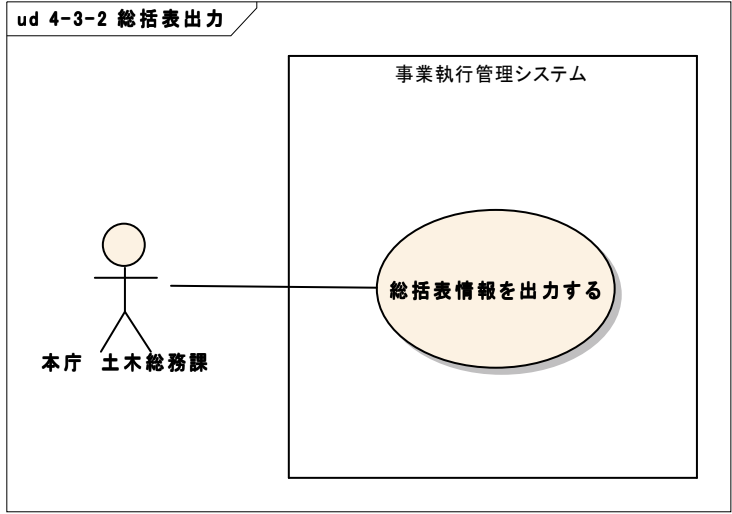 ud 4-3-2 総括表出力
事業執行管理システム
総括表情報を出力する
本庁　土木総務課